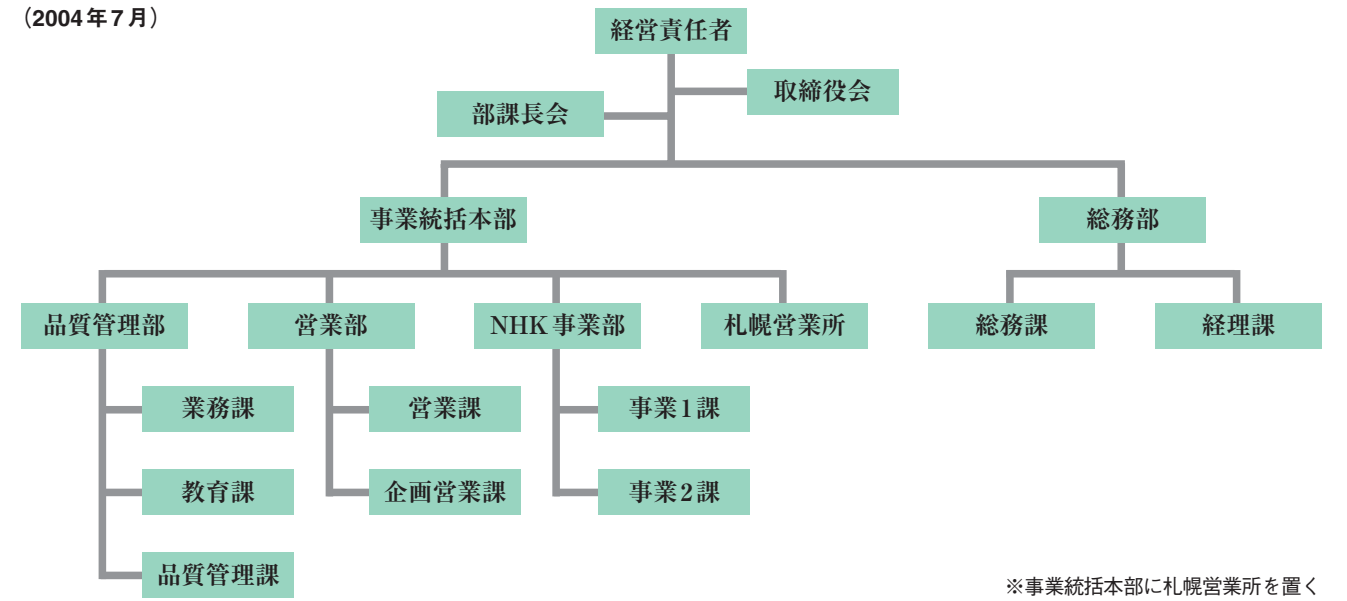 （2004年7月）
経営責任者
取締役会
部課長会
事業統括本部
総務部
品質管理部
営業部
NHK事業部
札幌営業所
総務課
経理課
業務課
営業課
事業1課
教育課
企画営業課
事業2課
品質管理課
※事業統括本部に札幌営業所を置く